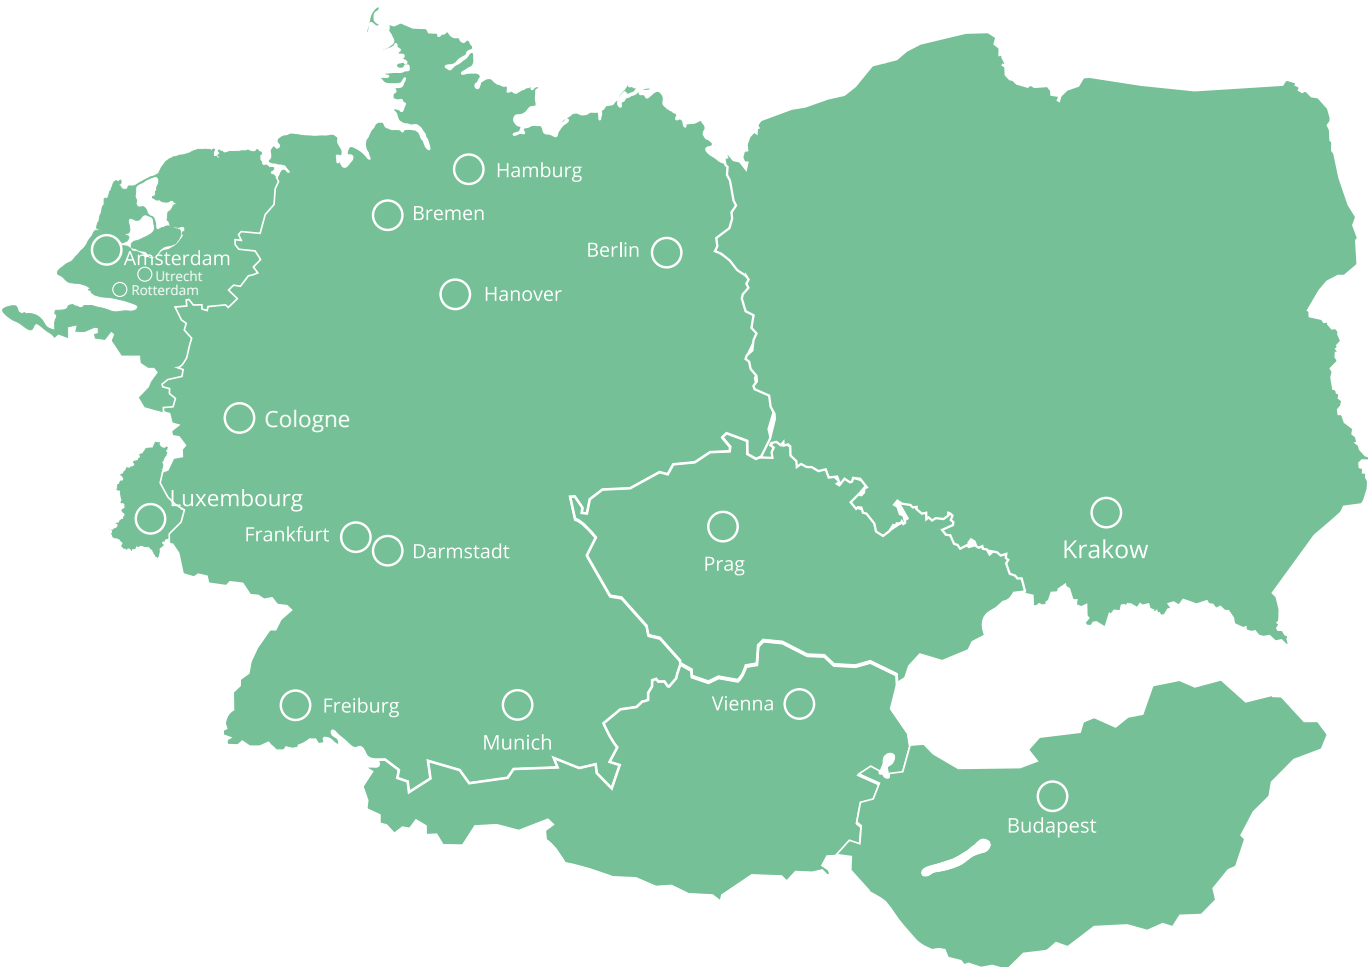 Hamburg
Bremen
Berlin
Amsterdam
Utrecht
Rotterdam
Hanover
Cologne
Luxembourg
Frankfurt
Darmstadt
Prag
Krakow
Freiburg
Munich
Vienna
Budapest